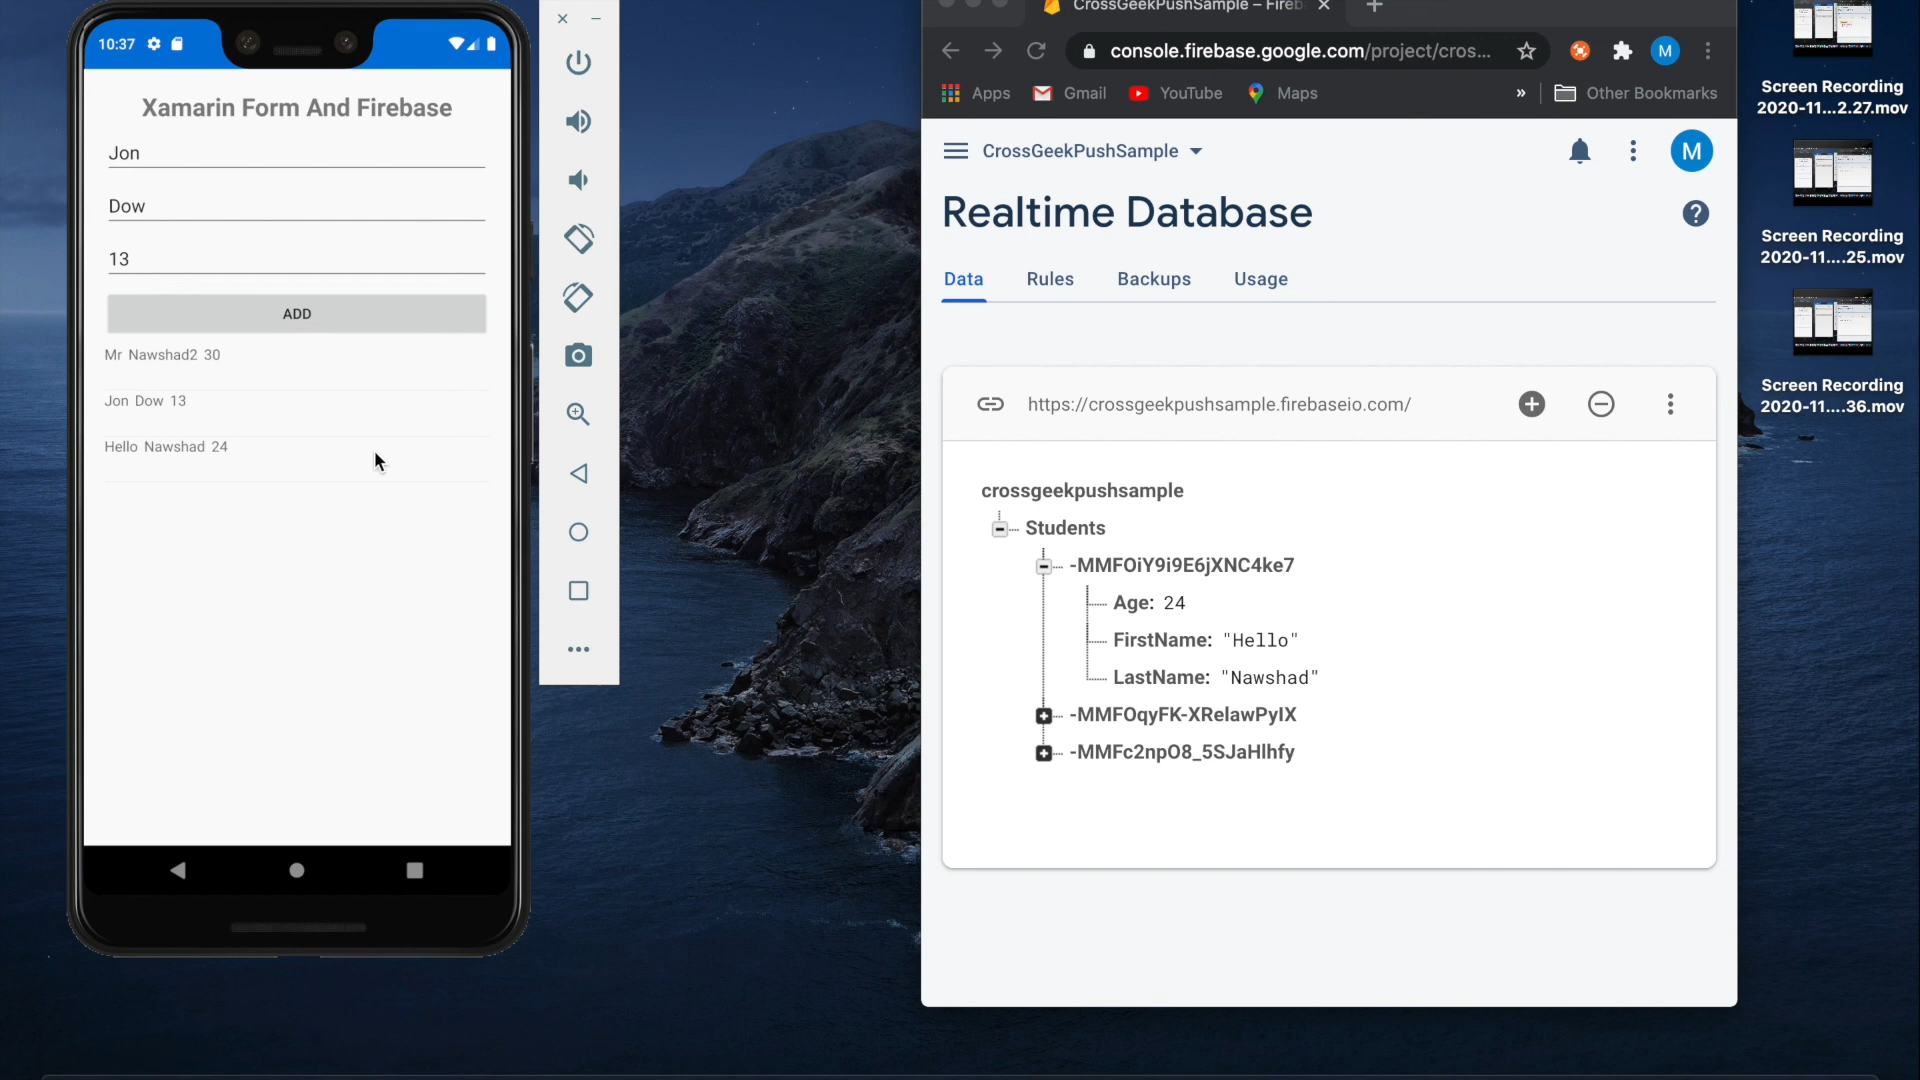 10:37
Xamarin Form And Firebase
Jon
Dow
13
ADD
Mr Nawshad2 30
Jon Dow 13
Hello Nawshad 24
CrossGeekPushSample – Fireb
console.firebase.google.com/project/cros...
M
Apps
Gmail
YouTube
Maps
»
Other Bookmarks
CrossGeekPushSample
M
Realtime Database
?
Data
Rules
Backups
Usage
https://crossgeekpushsample.firebaseio.com/
crossgeekpushsample
Students
-MMFOiY9i9E6jXNC4ke7
Age: 24
FirstName: "Hello"
LastName: "Nawshad"
-MMFOqyFK-XRelawPyIX
-MMFc2npO8_5SJaHlhfy
Screen Recording
2020-11...2.27.mov
Screen Recording
2020-11....25.mov
Screen Recording
2020-11....36.mov